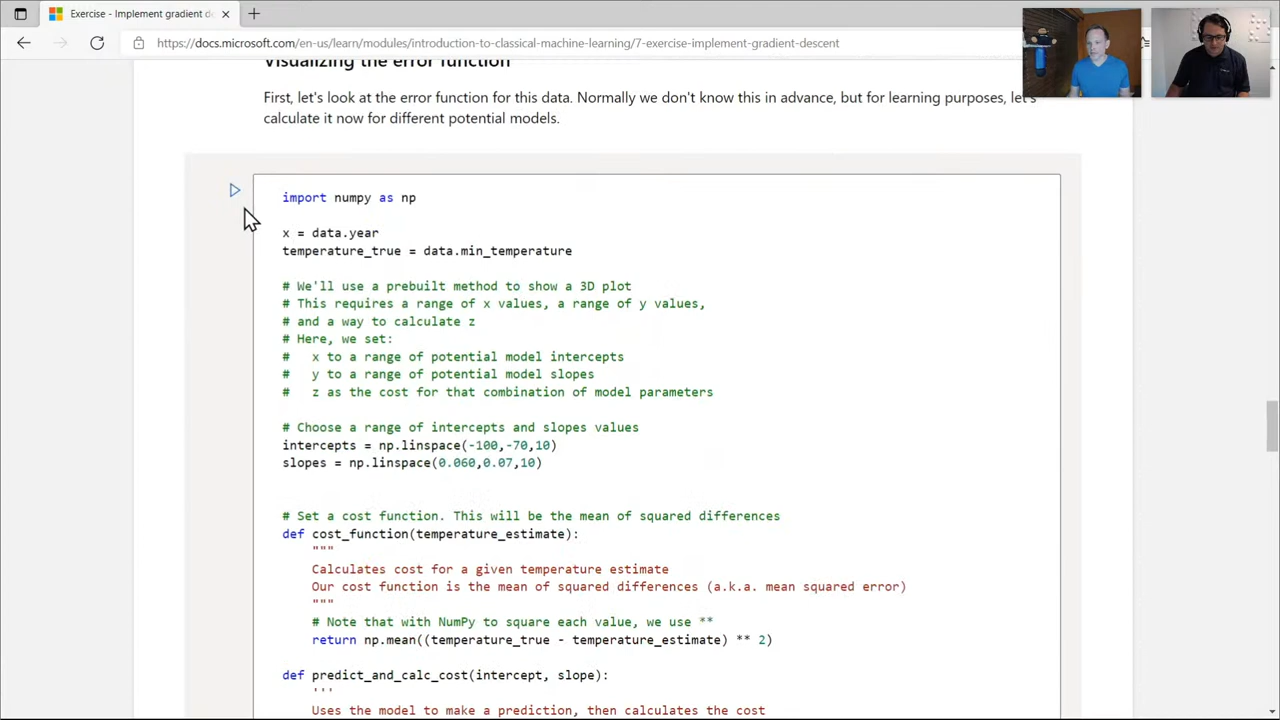 Exercise - Implement gradient de
https://docs.microsoft.com/en-us/learn/modules/introduction-to-classical-machine-learning/7-exercise-implement-gradient-descent
Visualizing the error function
First, let's look at the error function for this data. Normally we don't know this in advance, but for learning purposes, let's
calculate it now for different potential models.
import numpy as np
x = data.year
temperature_true = data.min_temperature
# We'll use a prebuilt method to show a 3D plot
# This requires a range of x values, a range of y values,
# and a way to calculate z
# Here, we set:
#   x to a range of potential model intercepts
#   y to a range of potential model slopes
#   z as the cost for that combination of model parameters
# Choose a range of intercepts and slopes values
intercepts = np.linspace(-100,-70,10)
slopes = np.linspace(0.060,0.07,10)
# Set a cost function. This will be the mean of squared differences
def cost_function(temperature_estimate):
"""
Calculates cost for a given temperature estimate
Our cost function is the mean of squared differences (a.k.a. mean squared error)
"""
# Note that with NumPy to square each value, we use **
return np.mean((temperature_true - temperature_estimate) ** 2)
def predict_and_calc_cost(intercept, slope):
'''
Uses the model to make a prediction, then calculates the cost